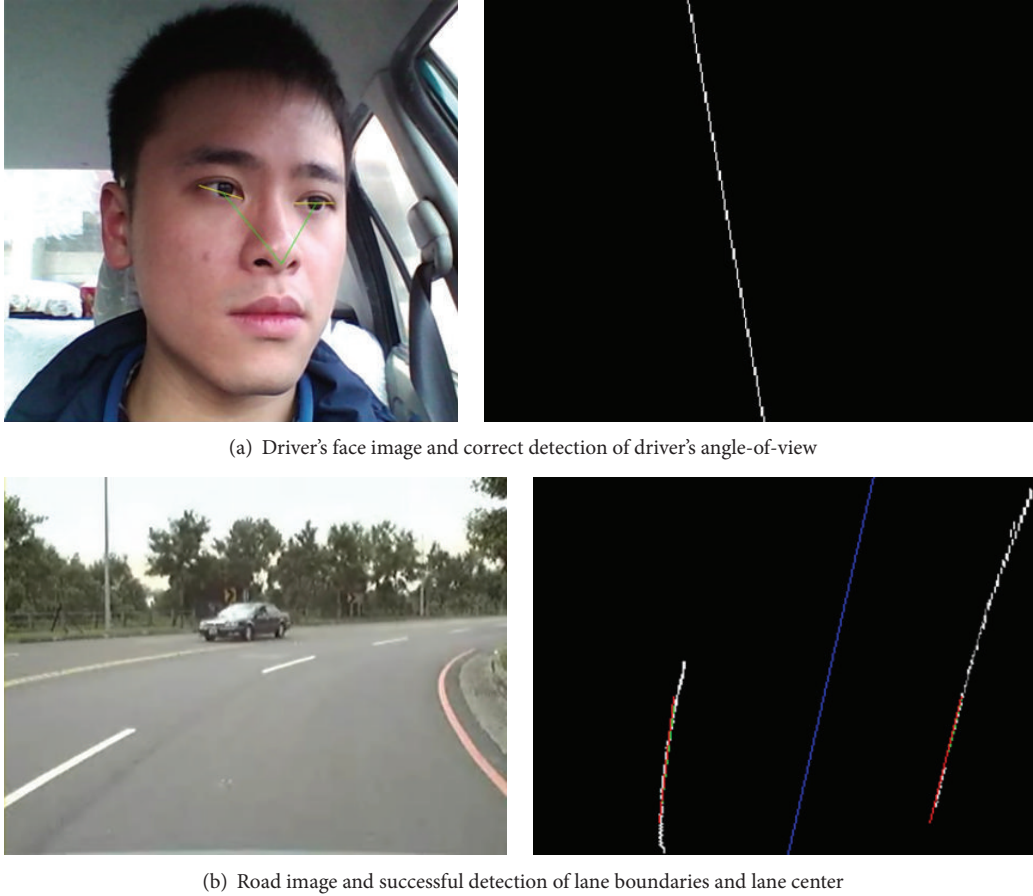 (a) Driver's face image and correct detection of driver's angle-of-view
(b) Road image and successful detection of lane boundaries and lane center